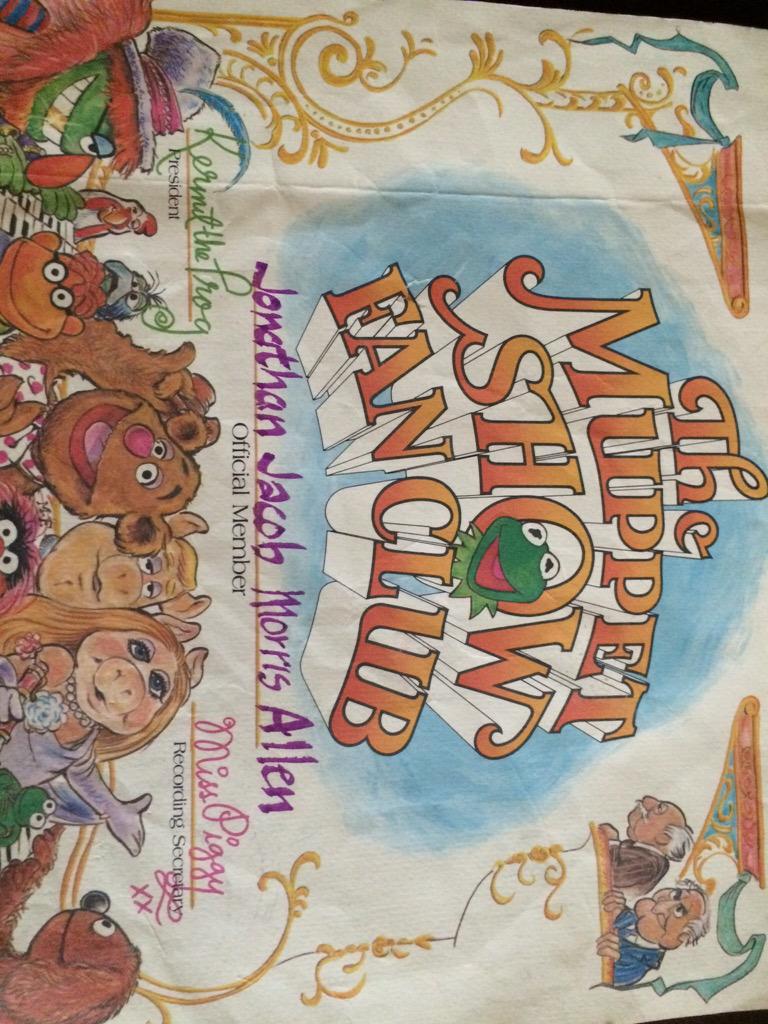 The
MUPPET
SHOW
FAN CLUB
Jonathan Jacob Morris Allen
Official Member
Kermit the Frog
President
Miss Piggy
Recording Secretary
xx